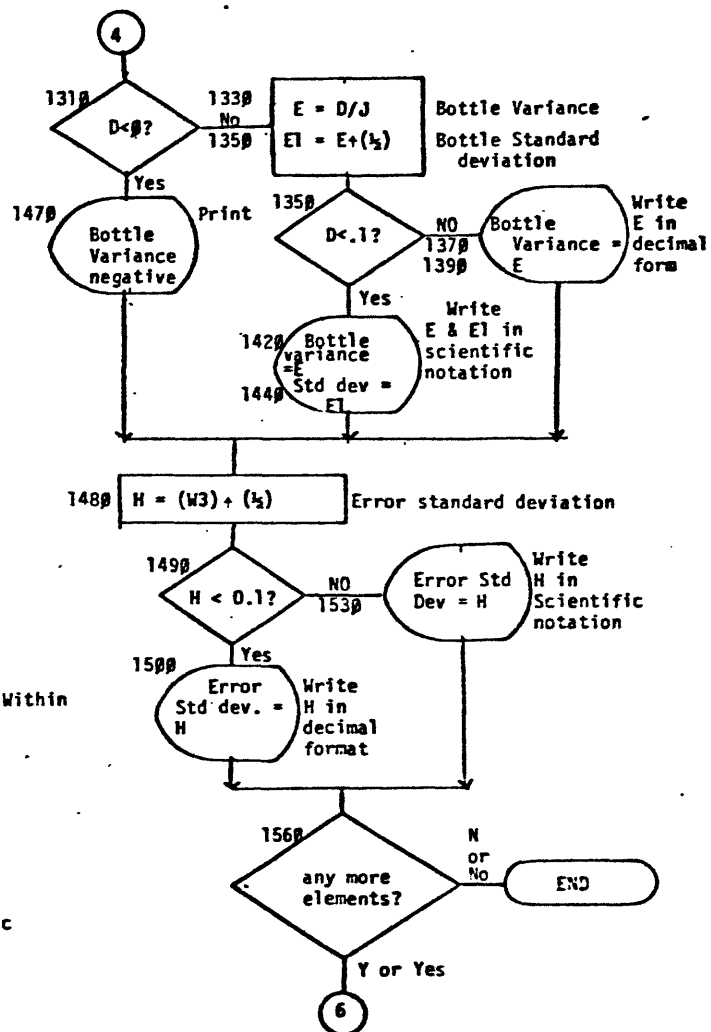 4
1310
D<0?
1330
No
1350
E = D/J
E1 = E↑(½)
Bottle Variance
Bottle Standard
deviation
Yes
1470
Print
Bottle
Variance
negative
1350
D<.1?
NO
1370
1390
Bottle
Variance =
E
Write
E in
decimal
form
Yes
1420
Bottle
variance
=E
1440
Std dev =
E1
Write
E & E1 in
scientific
notation
1480
H = (W3)↑(½)
Error standard deviation
1490
H < 0.1?
NO
1530
Error Std
Dev = H
Write
H in
Scientific
notation
Yes
1500
Error
Std dev. =
H
Write
H in
decimal
format
Within
1560
any more
elements?
N
or
No
END
c
Y or Yes
6